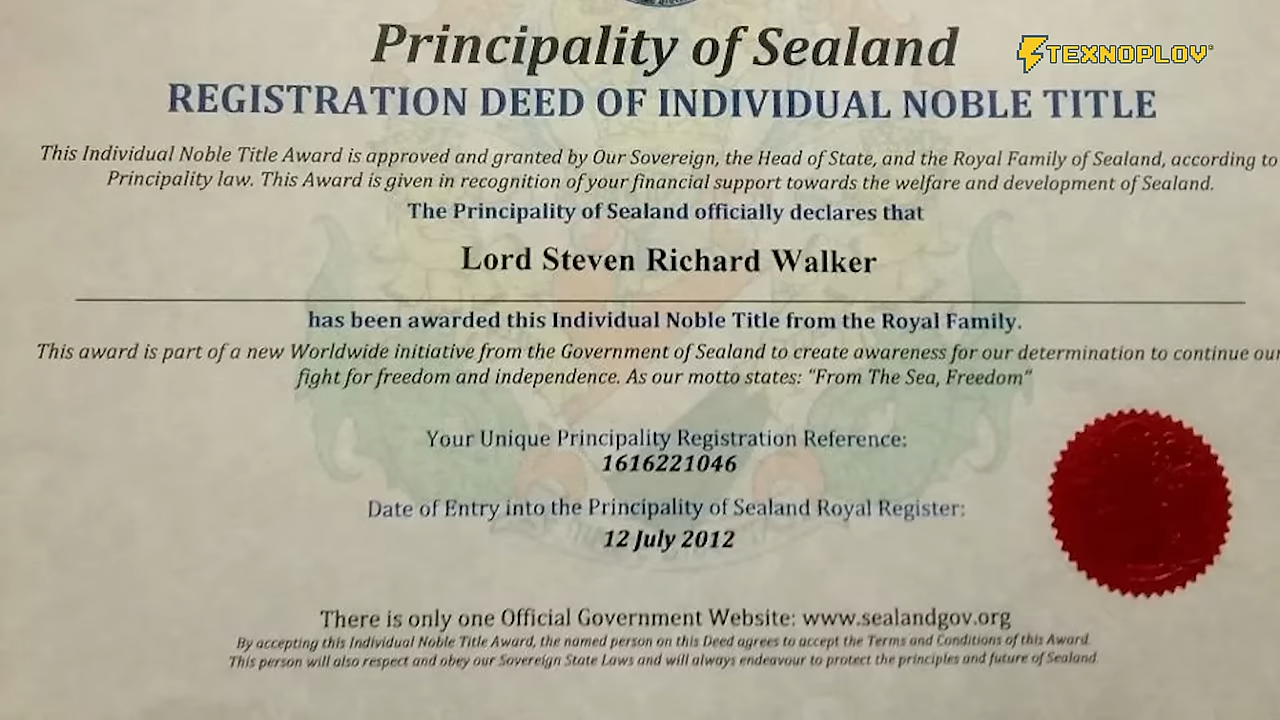 Principality of Sealand
TEXNOPLOV
REGISTRATION DEED OF INDIVIDUAL NOBLE TITLE
This Individual Noble Title Award is approved and granted by Our Sovereign, the Head of State, and the Royal Family of Sealand, according to
Principality law. This Award is given in recognition of your financial support towards the welfare and development of Sealand.
The Principality of Sealand officially declares that
Lord Steven Richard Walker
has been awarded this Individual Noble Title from the Royal Family.
This award is part of a new Worldwide initiative from the Government of Sealand to create awareness for our determination to continue our
fight for freedom and independence. As our motto states: "From The Sea, Freedom"
Your Unique Principality Registration Reference:
1616221046
Date of Entry into the Principality of Sealand Royal Register:
12 July 2012
There is only one Official Government Website: www.sealandgov.org
By accepting this Individual Noble Title Award, the named person on this Deed agrees to accept the Terms and Conditions of this Award.
This person will also respect and obey our Sovereign State Laws and will always endeavour to protect the principles and future of Sealand.